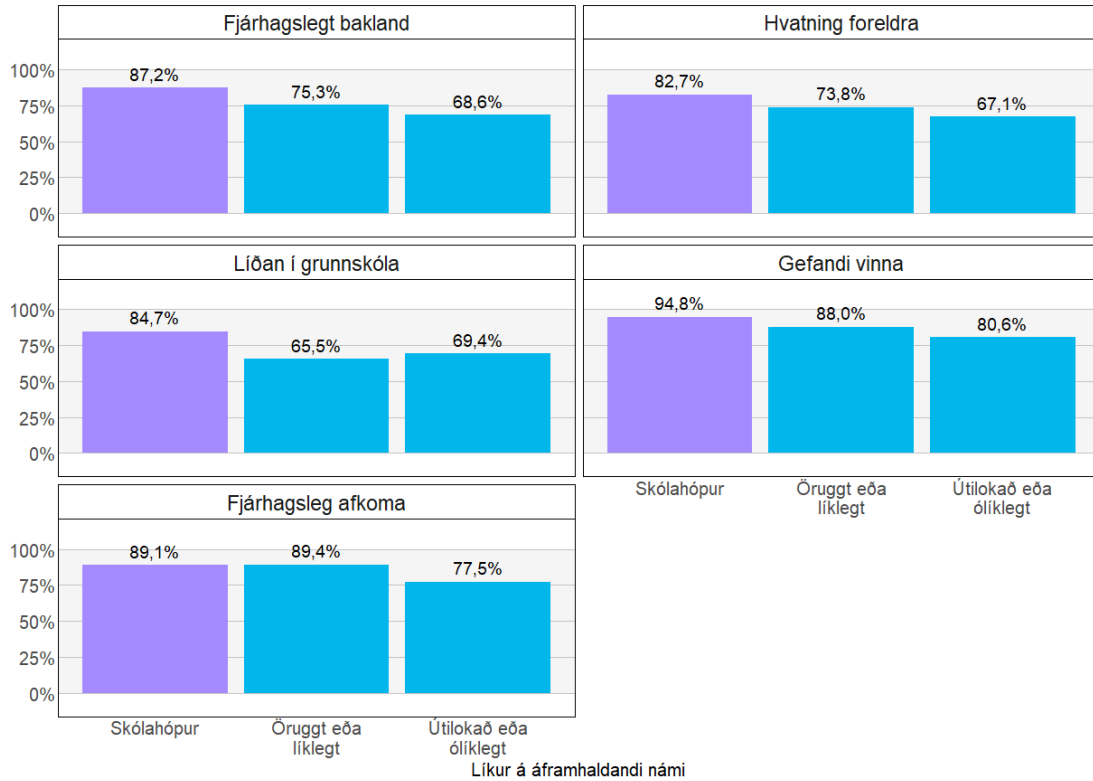 Fjárhagslegt bakland
100%
75%
50%
25%
0%
87,2%
75,3%
68,6%
Hvatning foreldra
82,7%
73,8%
67,1%
Líðan í grunnskóla
100%
75%
50%
25%
0%
84,7%
65,5%
69,4%
Gefandi vinna
94,8%
88,0%
80,6%
Skólahópur
Öruggt eða
líklegt
Útilokað eða
ólíklegt
Fjárhagsleg afkoma
100%
75%
50%
25%
0%
89,1%
89,4%
77,5%
Skólahópur
Öruggt eða
líklegt
Útilokað eða
ólíklegt
Líkur á áframhaldandi námi